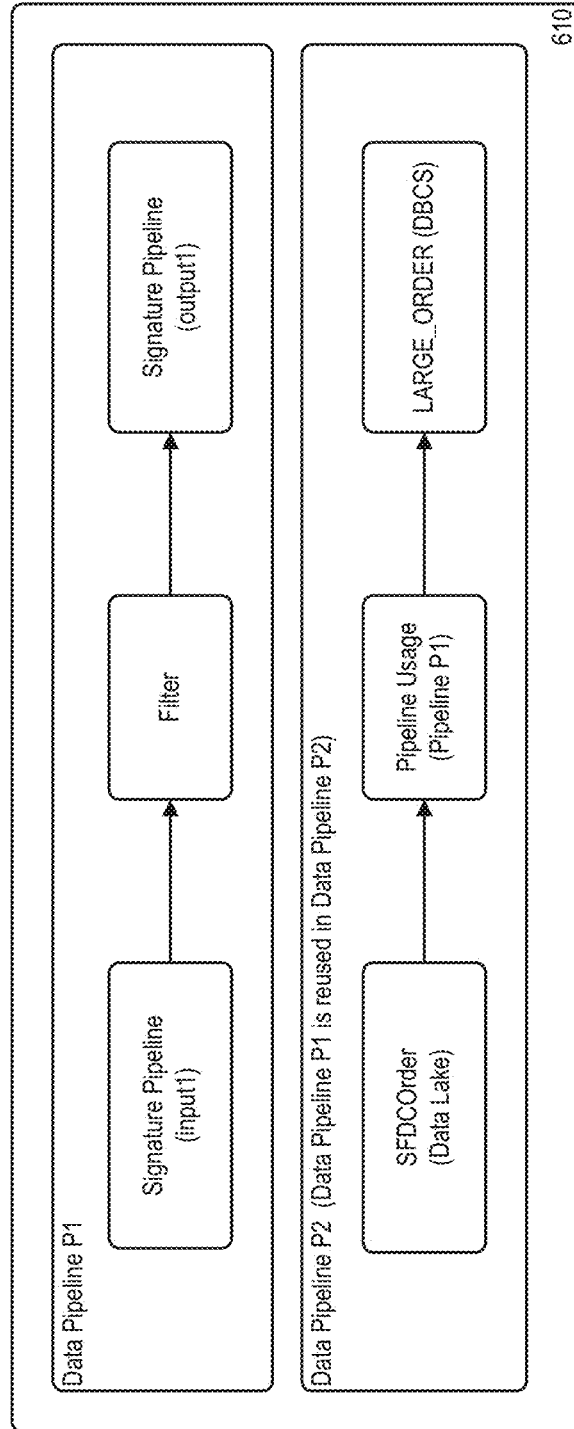 Data Pipeline P1
Signature Pipeline
(input1)
Filter
Signature Pipeline
(output1)
Data Pipeline P2 (Data Pipeline P1 is reused in Data Pipeline P2)
SFDCOrder
(Data Lake)
Pipeline Usage
(Pipeline P1)
LARGE_ORDER (DBCS)
610